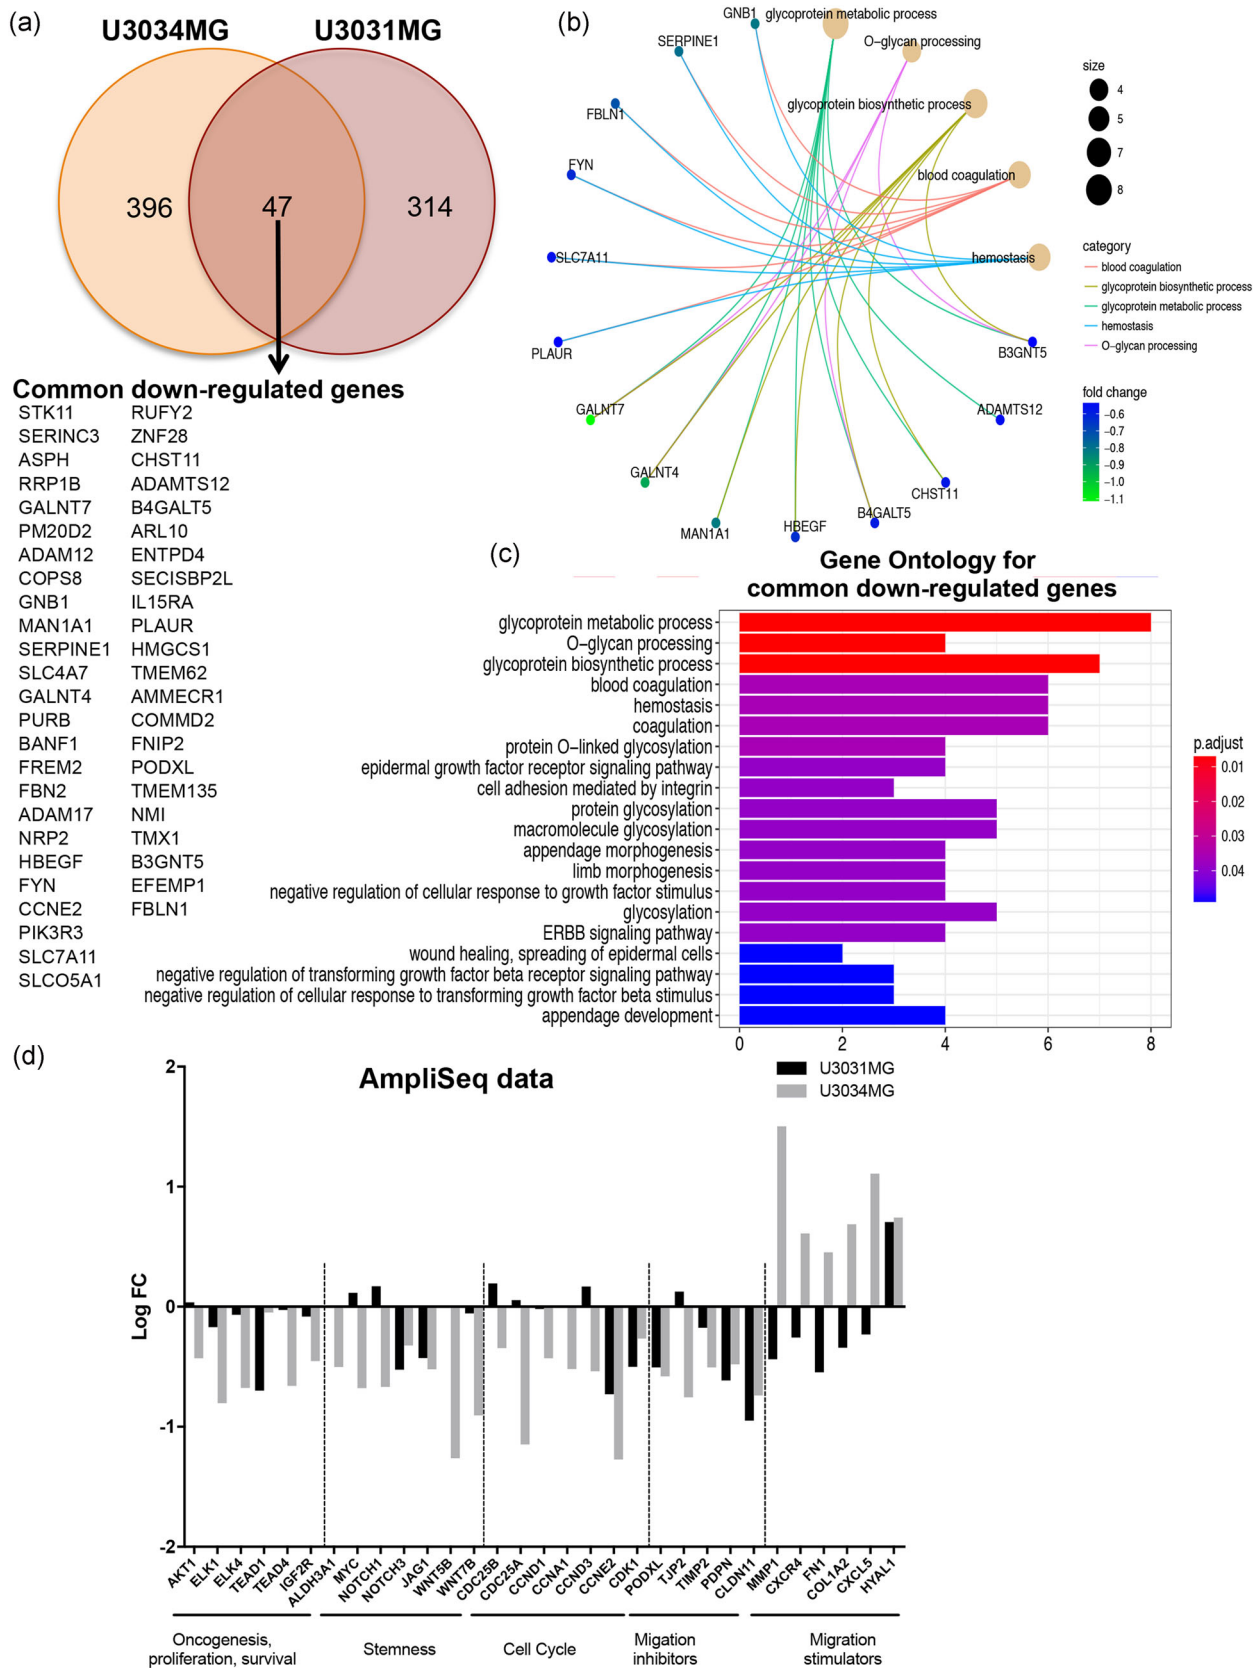 (a)
U3034MG
U3031MG
396
47
314
Common down-regulated genes
STK11 RUFY2
SERINC3 ZNF28
ASPH CHST11
RRP1B ADAMTS12
GALNT7 B4GALT5
PM20D2 ARL10
ADAM12 ENTPD4
COPS8 SECISBP2L
GNB1 IL15RA
MAN1A1 PLAUR
SERPINE1 HMGCS1
SLC4A7 TMEM62
GALNT4 AMMECR1
PURB COMMD2
BANF1 FNIP2
FREM2 PODXL
FBN2 TMEM135
ADAM17 NMI
NRP2 TMX1
HBEGF B3GNT5
FYN EFEMP1
CCNE2 FBLN1
PIK3R3
SLC7A11
SLCO5A1
(b)
GNB1
glycoprotein metabolic process
SERPINE1
O-glycan processing
FBLN1
glycoprotein biosynthetic process
FYN
blood coagulation
SLC7A11
hemostasis
PLAUR
B3GNT5
GALNT7
ADAMTS12
GALNT4
CHST11
MAN1A1
HBEGF
B4GALT5
size
4
5
7
8
category
blood coagulation
glycoprotein biosynthetic process
glycoprotein metabolic process
hemostasis
O-glycan processing
fold change
-0.6
-0.7
-0.8
-0.9
-1.0
-1.1
(c)
Gene Ontology for
common down-regulated genes
glycoprotein metabolic process
O-glycan processing
glycoprotein biosynthetic process
blood coagulation
hemostasis
coagulation
protein O-linked glycosylation
epidermal growth factor receptor signaling pathway
cell adhesion mediated by integrin
protein glycosylation
macromolecule glycosylation
appendage morphogenesis
limb morphogenesis
negative regulation of cellular response to growth factor stimulus
glycosylation
ERBB signaling pathway
wound healing, spreading of epidermal cells
negative regulation of transforming growth factor beta receptor signaling pathway
negative regulation of cellular response to transforming growth factor beta stimulus
appendage development
0 2 4 6 8
p.adjust
0.01
0.02
0.03
0.04
(d)
AmpliSeq data
U3031MG
U3034MG
Log FC
2
1
0
-1
-2
AKT1
ELK1
ELK4
TEAD1
TEAD4
IGF2R
ALDH3A1
MYC
NOTCH1
NOTCH3
JAG1
WNT5B
WNT7B
CDC25B
CDC25A
CCND1
CCNA1
CCND3
CCNE2
CDK1
PODXL
TJP2
TIMP2
PDPN
CLDN11
MMP1
CXCR4
FN1
COL1A2
CXCL5
HYAL1
Oncogenesis,
proliferation, survival
Stemness
Cell Cycle
Migation
inhibitors
Migration
stimulators